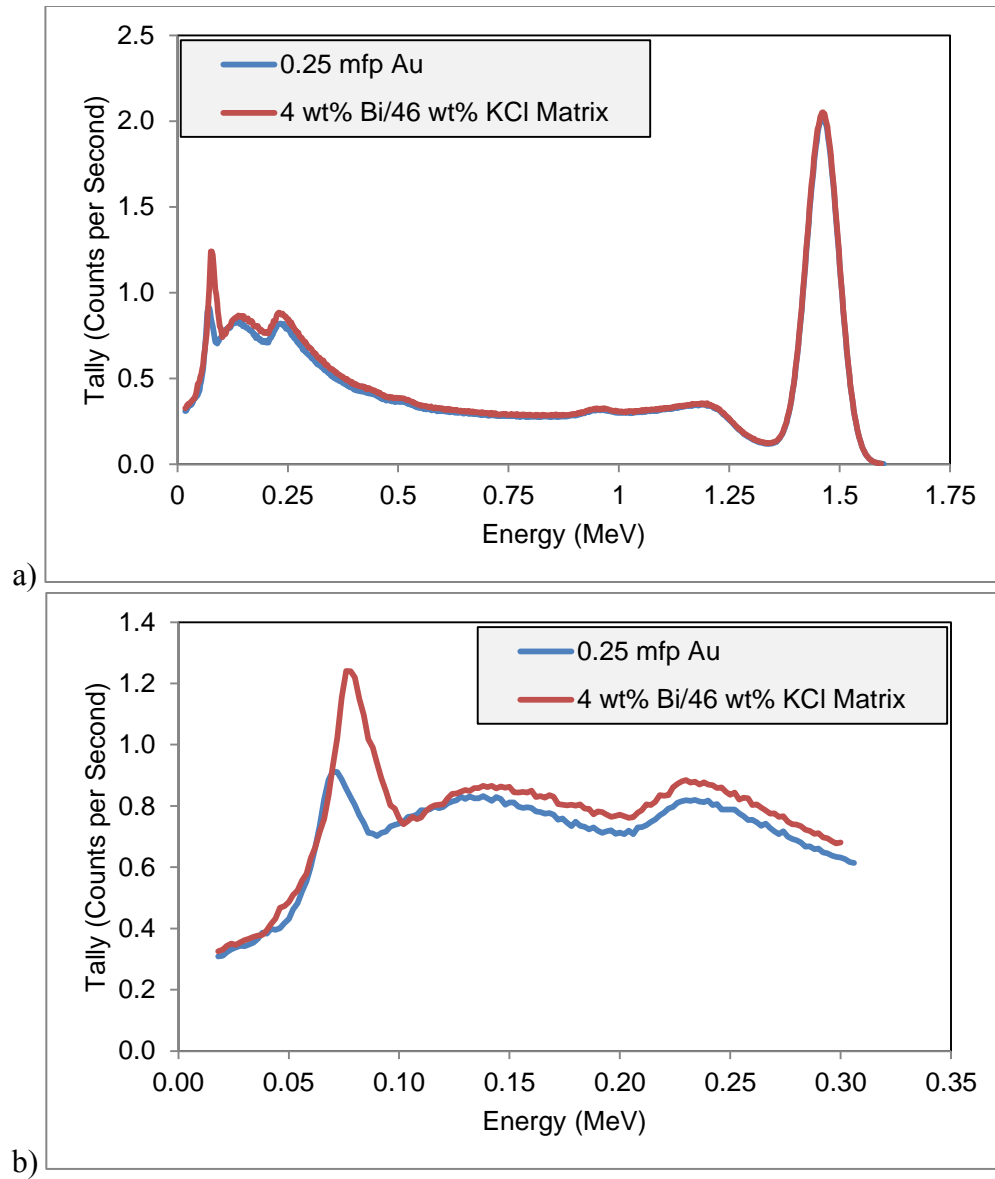 2.5
0.25 mfp Au
4 wt% Bi/46 wt% KCl Matrix
2.0
1.5
1.0
0.5
0.0
Tally (Counts per Second)
0 0.25 0.5 0.75 1 1.25 1.5 1.75
Energy (MeV)
a)
1.4
0.25 mfp Au
4 wt% Bi/46 wt% KCl Matrix
1.2
1.0
0.8
0.6
0.4
0.2
0.0
Tally (Counts per Second)
0.00 0.05 0.10 0.15 0.20 0.25 0.30 0.35
Energy (MeV)
b)